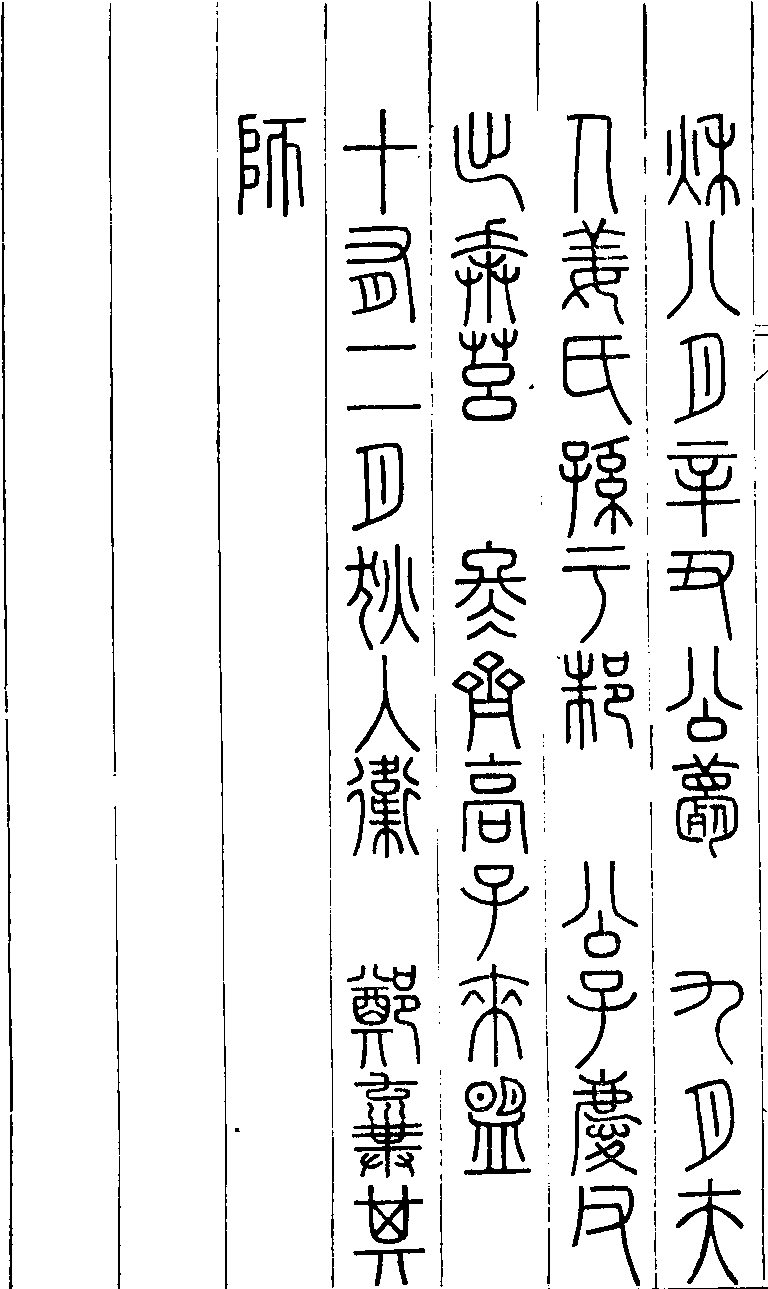 秋八月辛丑公薨　九月夫
人姜氏孫于邾　公子慶父
出奔莒　冬齊高子來盟
十有二月狄入衛　鄭棄其
師